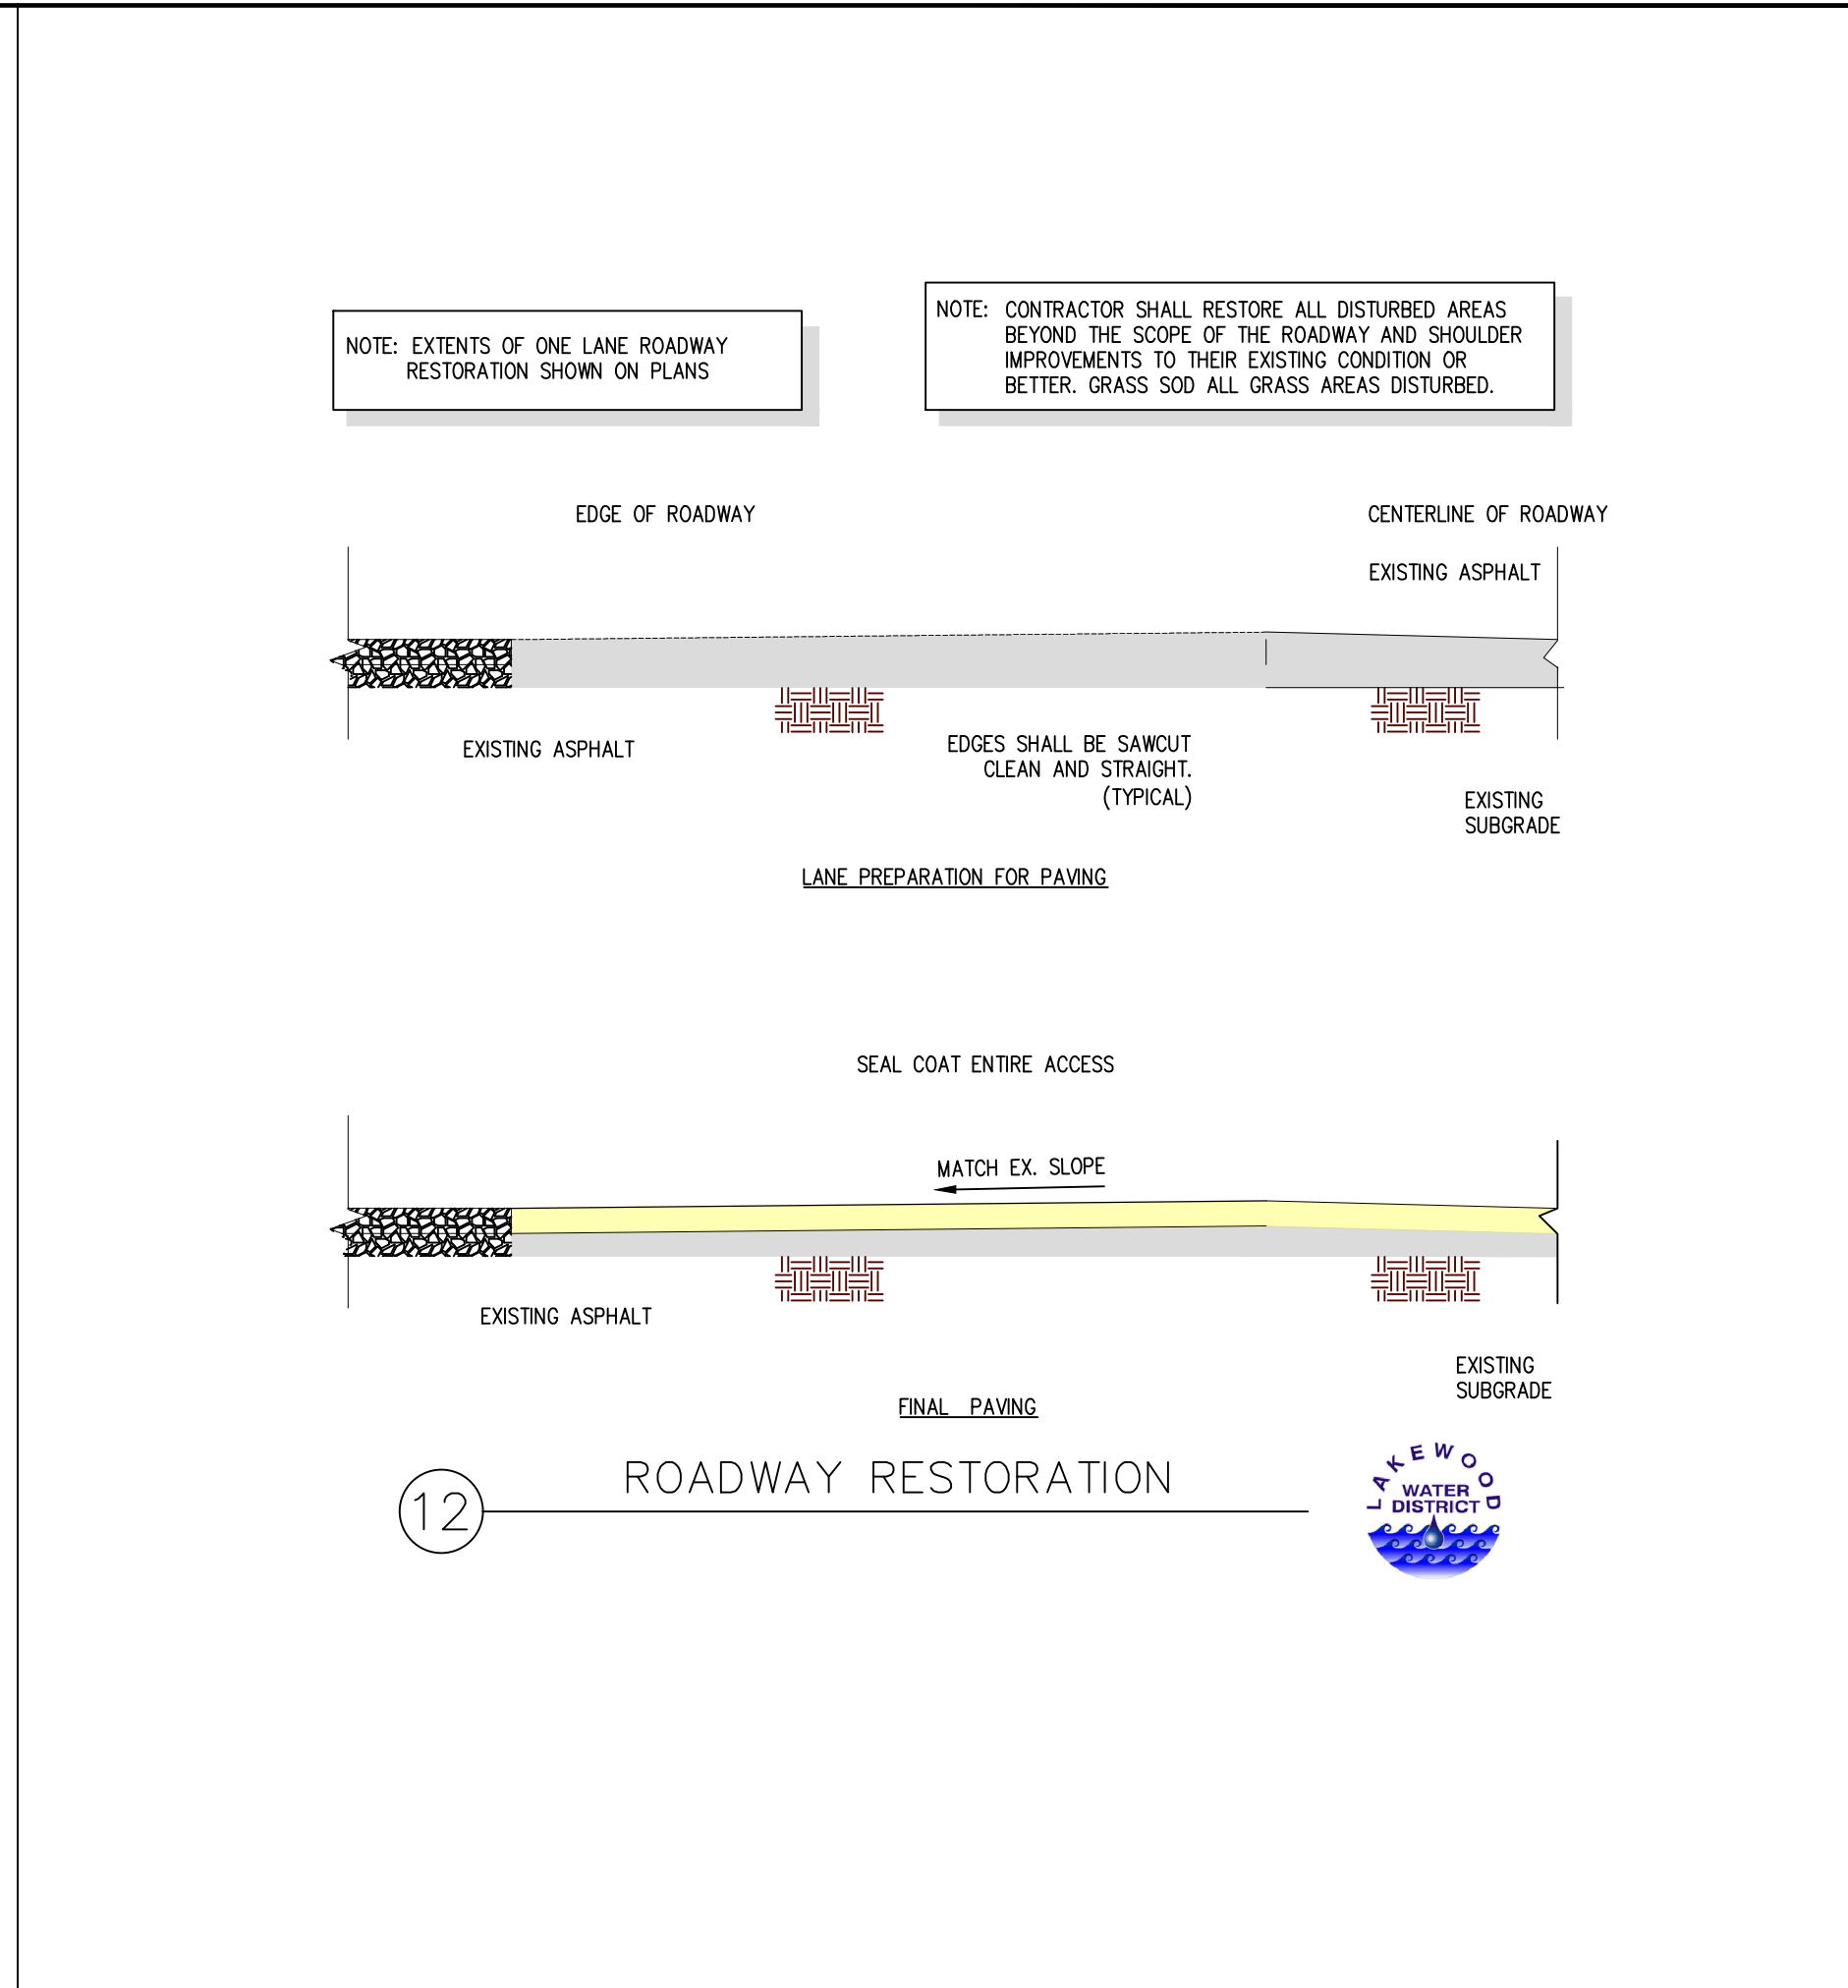 NOTE: EXTENTS OF ONE LANE ROADWAY
RESTORATION SHOWN ON PLANS
NOTE: CONTRACTOR SHALL RESTORE ALL DISTURBED AREAS
BEYOND THE SCOPE OF THE ROADWAY AND SHOULDER
IMPROVEMENTS TO THEIR EXISTING CONDITION OR
BETTER. GRASS SOD ALL GRASS AREAS DISTURBED.
EDGE OF ROADWAY
CENTERLINE OF ROADWAY
EXISTING ASPHALT
EXISTING ASPHALT
EDGES SHALL BE SAWCUT
CLEAN AND STRAIGHT.
(TYPICAL)
EXISTING
SUBGRADE
LANE PREPARATION FOR PAVING
SEAL COAT ENTIRE ACCESS
MATCH EX. SLOPE
EXISTING ASPHALT
EXISTING
SUBGRADE
FINAL PAVING
12
ROADWAY RESTORATION
LAKEWOOD
WATER
DISTRICT